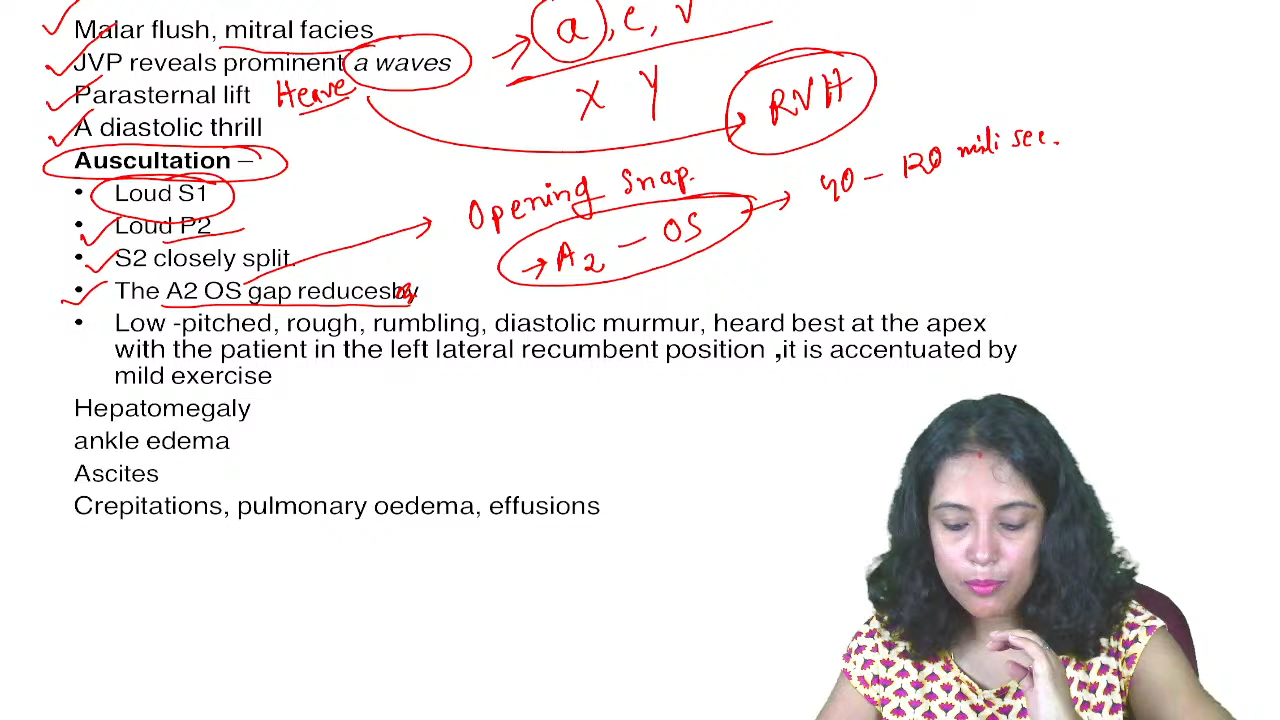 Malar flush, mitral facies
a, c, v
JVP reveals prominent a waves
x y
Parasternal lift Heave
RVH
A diastolic thrill
Auscultation –
• Loud S1
Opening Snap.
40 – 120 mili sec.
• Loud P2
→ A2 – OS
• S2 closely split.
• The A2 OS gap reduces
• Low -pitched, rough, rumbling, diastolic murmur, heard best at the apex
with the patient in the left lateral recumbent position ,it is accentuated by
mild exercise
Hepatomegaly
ankle edema
Ascites
Crepitations, pulmonary oedema, effusions